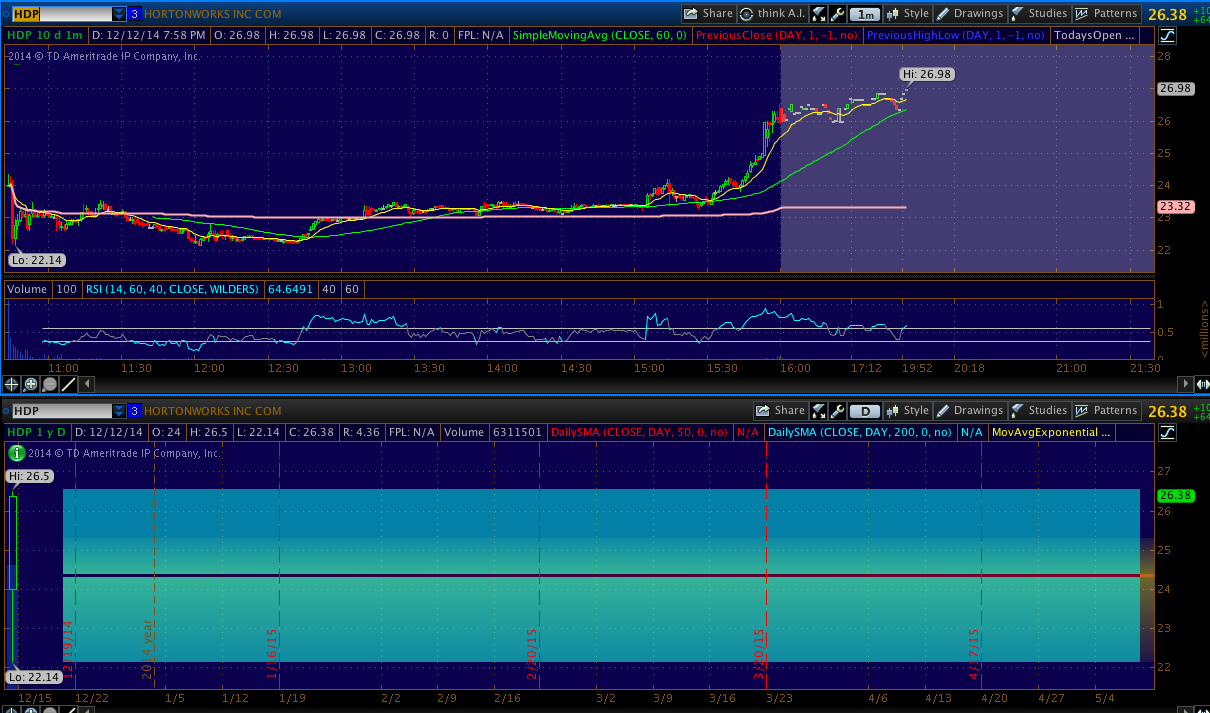 HDP 3 HORTONWORKS INC COM Share think A.I. 1m Style Drawings Studies Patterns 26.38
HDP 10 d 1m D: 12/12/14 7:58 PM O: 26.98 H: 26.98 L: 26.98 C: 26.98 R: 0 FPL: N/A SimpleMovingAvg (CLOSE, 60, 0) PreviousClose (DAY, 1, -1, no) PreviousHighLow (DAY, 1, -1, no) TodaysOpen ...
2014 © TD Ameritrade IP Company, Inc.
28
Hi: 26.98
26.98
26
25
24
23.32
23
22
Lo: 22.14
Volume 100 RSI (14, 60, 40, CLOSE, WILDERS) 64.6491 40 60
1
0.5
0
<millions>
11:00 11:30 12:00 12:30 13:00 13:30 14:00 14:30 15:00 15:30 16:00 17:12 19:52 20:18 21:00 21:30
HDP 3 HORTONWORKS INC COM Share D Style Drawings Studies Patterns 26.38
HDP 1 y D D: 12/12/14 O: 24 H: 26.5 L: 22.14 C: 26.38 R: 4.36 FPL: N/A Volume 6311501 DailySMA (CLOSE, DAY, 50, 0, no) N/A DailySMA (CLOSE, DAY, 200, 0, no) N/A MovAvgExponential ...
2014 © TD Ameritrade IP Company, Inc.
Hi: 26.5
27
26.38
26
25
24
23
22
12/19/14 2014 year 1/16/15 2/20/15 3/20/15 4/17/15
Lo: 22.14
12/15 12/22 1/5 1/12 1/19 2/2 2/9 2/16 3/2 3/9 3/16 3/23 4/6 4/13 4/20 4/27 5/4